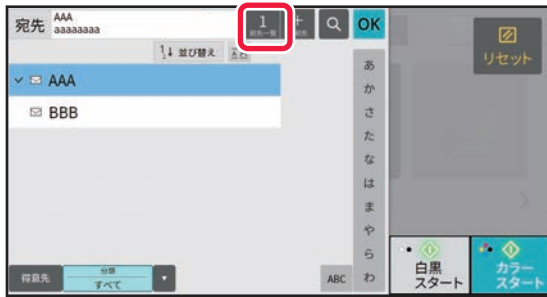 宛先
AAA
aaaaaaaa
1
宛先一覧
+
宛先
OK
リセット
並び替え
AAA
BBB
あ
か
さ
た
な
は
ま
や
ら
わ
得意先
分類
すべて
ABC
白黒
スタート
カラー
スタート